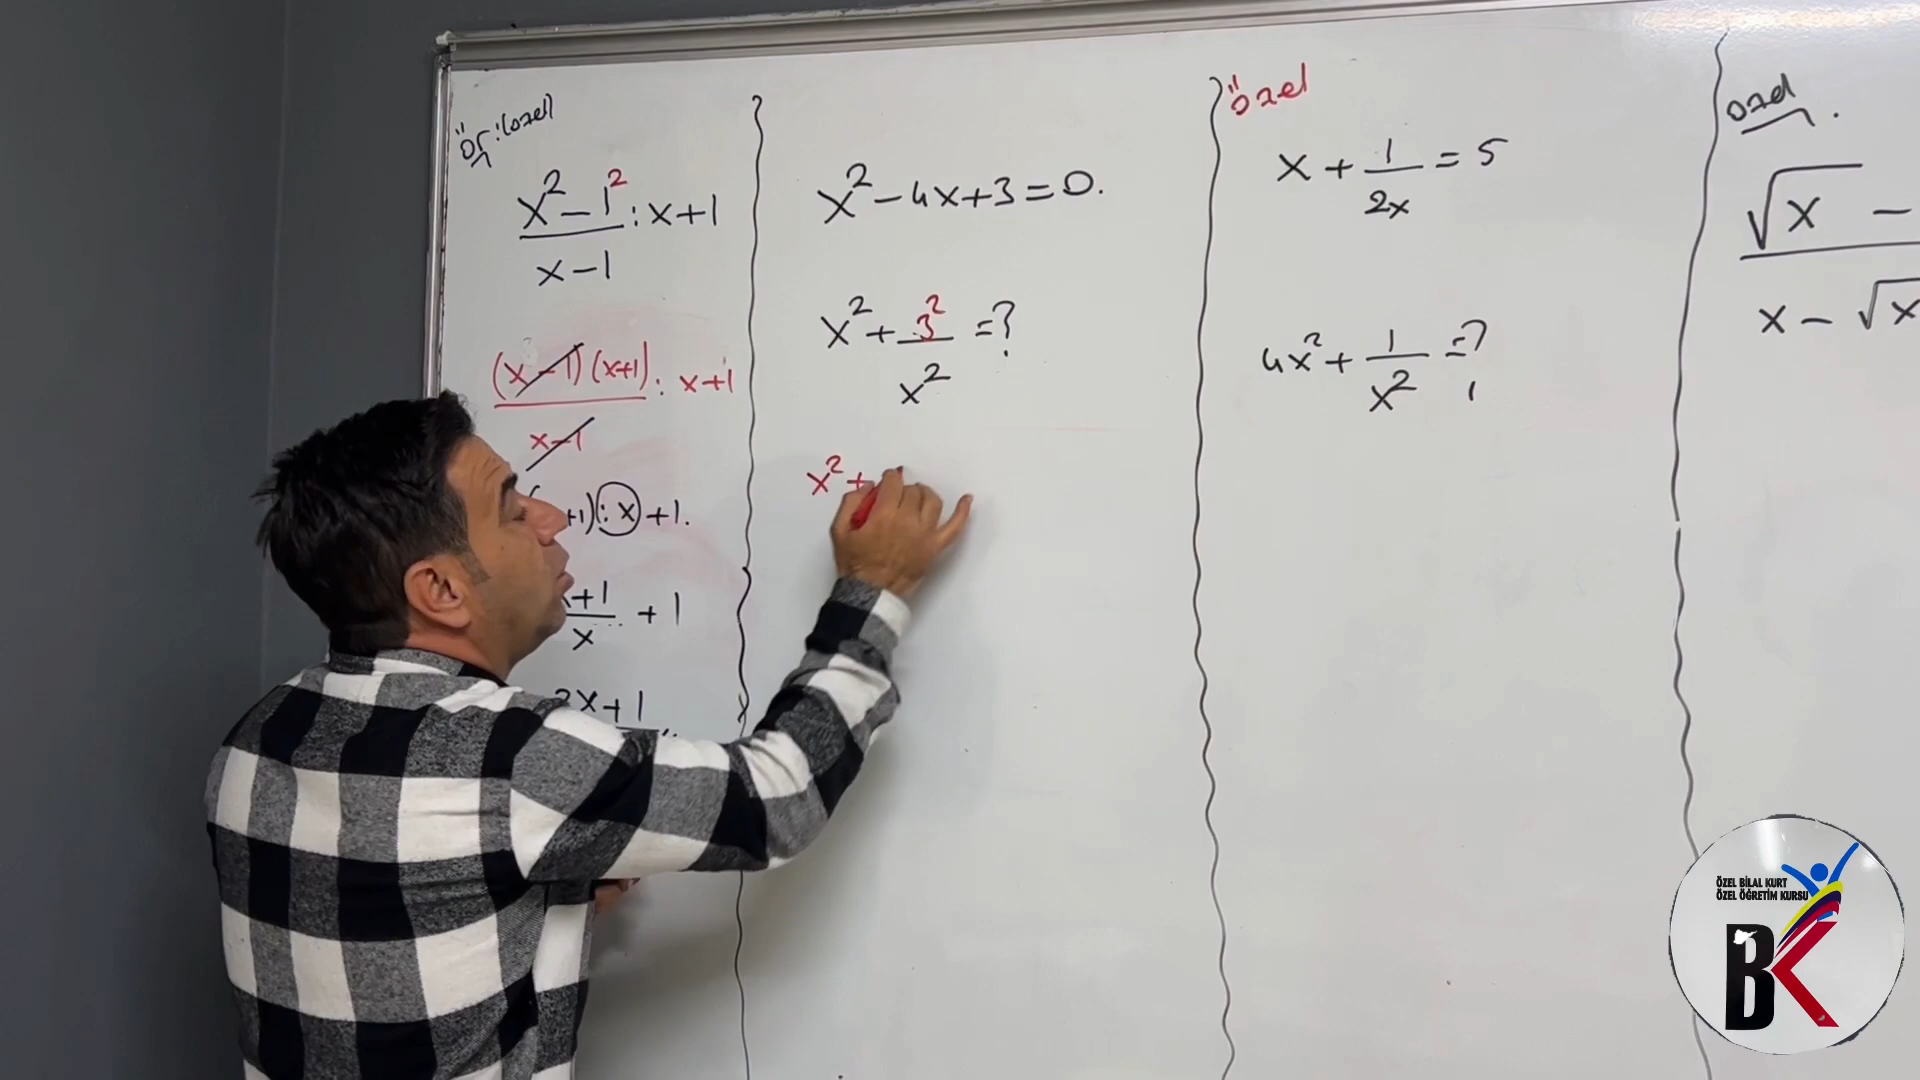 ör: (özel)
x² - 1² : x+1
x - 1
(x-1)(x+1) : x+1
x-1
+1) : x +1.
x+1 + 1
x
2x+1
x² - 4x + 3 = 0.
x² + 3² = ?
x²
x² +
özel
x + 1 = 5
2x
4x² + 1 = ?
x²
özel.
√x -
x - √x
ÖZEL BİLAL KURT
ÖZEL ÖĞRETİM KURSU
BK